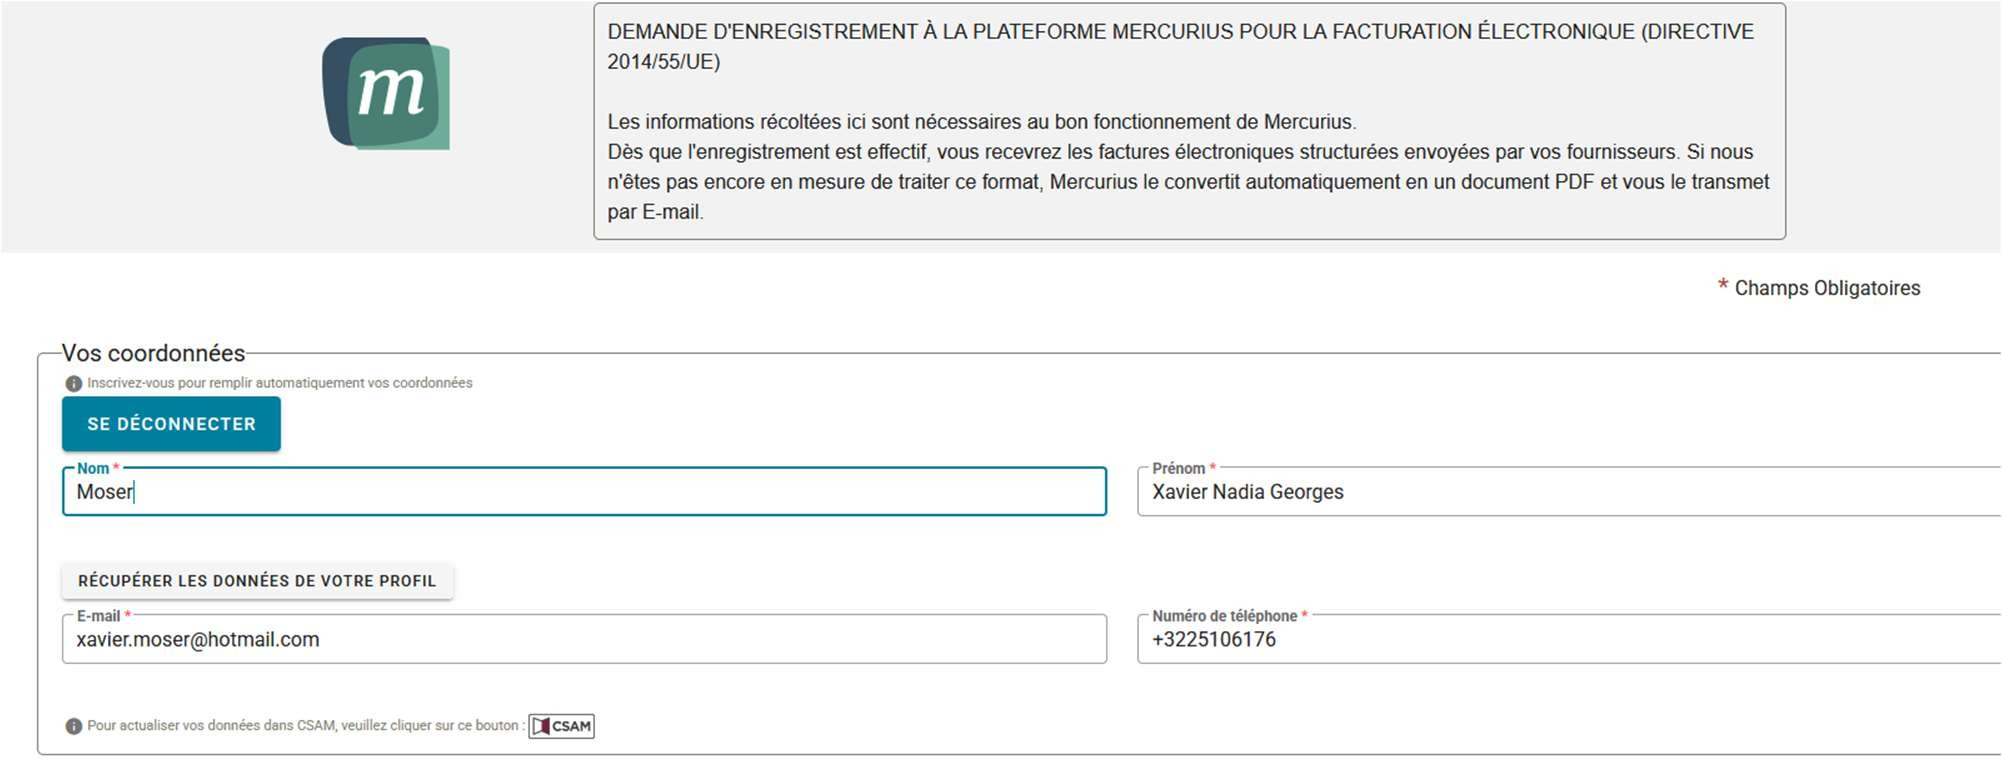 m
DEMANDE D'ENREGISTREMENT À LA PLATEFORME MERCURIUS POUR LA FACTURATION ÉLECTRONIQUE (DIRECTIVE
2014/55/UE)
Les informations récoltées ici sont nécessaires au bon fonctionnement de Mercurius.
Dès que l'enregistrement est effectif, vous recevrez les factures électroniques structurées envoyées par vos fournisseurs. Si nous
n'êtes pas encore en mesure de traiter ce format, Mercurius le convertit automatiquement en un document PDF et vous le transmet
par E-mail.
* Champs Obligatoires
Vos coordonnées
Inscrivez-vous pour remplir automatiquement vos coordonnées
SE DÉCONNECTER
Nom * Prénom *
Moser Xavier Nadia Georges
RÉCUPÉRER LES DONNÉES DE VOTRE PROFIL
E-mail * Numéro de téléphone *
xavier.moser@hotmail.com +3225106176
Pour actualiser vos données dans CSAM, veuillez cliquer sur ce bouton : CSAM